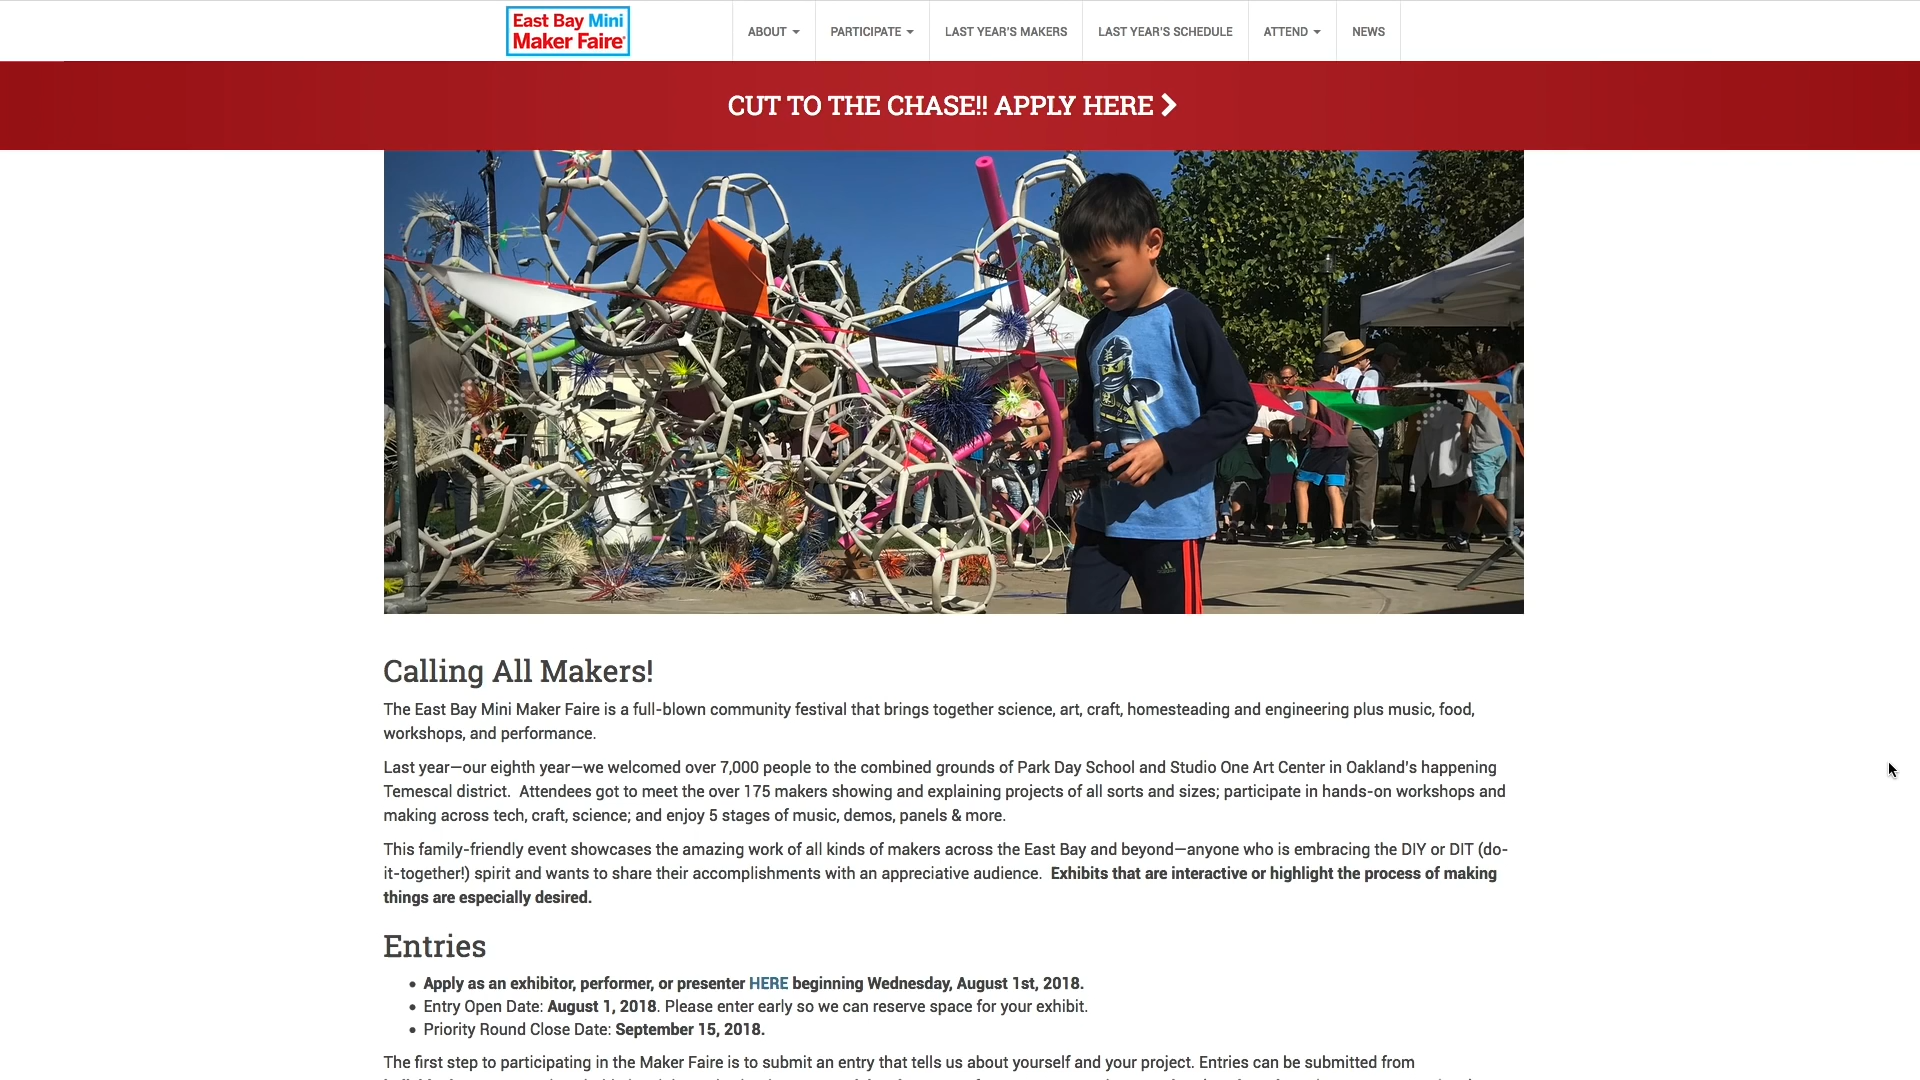 East Bay Mini
Maker Faire
ABOUT
PARTICIPATE
LAST YEAR'S MAKERS
LAST YEAR'S SCHEDULE
ATTEND
NEWS
CUT TO THE CHASE!! APPLY HERE
Calling All Makers!
The East Bay Mini Maker Faire is a full-blown community festival that brings together science, art, craft, homesteading and engineering plus music, food,
workshops, and performance.
Last year—our eighth year—we welcomed over 7,000 people to the combined grounds of Park Day School and Studio One Art Center in Oakland's happening
Temescal district.  Attendees got to meet the over 175 makers showing and explaining projects of all sorts and sizes; participate in hands-on workshops and
making across tech, craft, science; and enjoy 5 stages of music, demos, panels & more.
This family-friendly event showcases the amazing work of all kinds of makers across the East Bay and beyond—anyone who is embracing the DIY or DIT (do-
it-together!) spirit and wants to share their accomplishments with an appreciative audience.  Exhibits that are interactive or highlight the process of making
things are especially desired.
Entries
• Apply as an exhibitor, performer, or presenter HERE beginning Wednesday, August 1st, 2018.
• Entry Open Date: August 1, 2018. Please enter early so we can reserve space for your exhibit.
• Priority Round Close Date: September 15, 2018.
The first step to participating in the Maker Faire is to submit an entry that tells us about yourself and your project. Entries can be submitted from